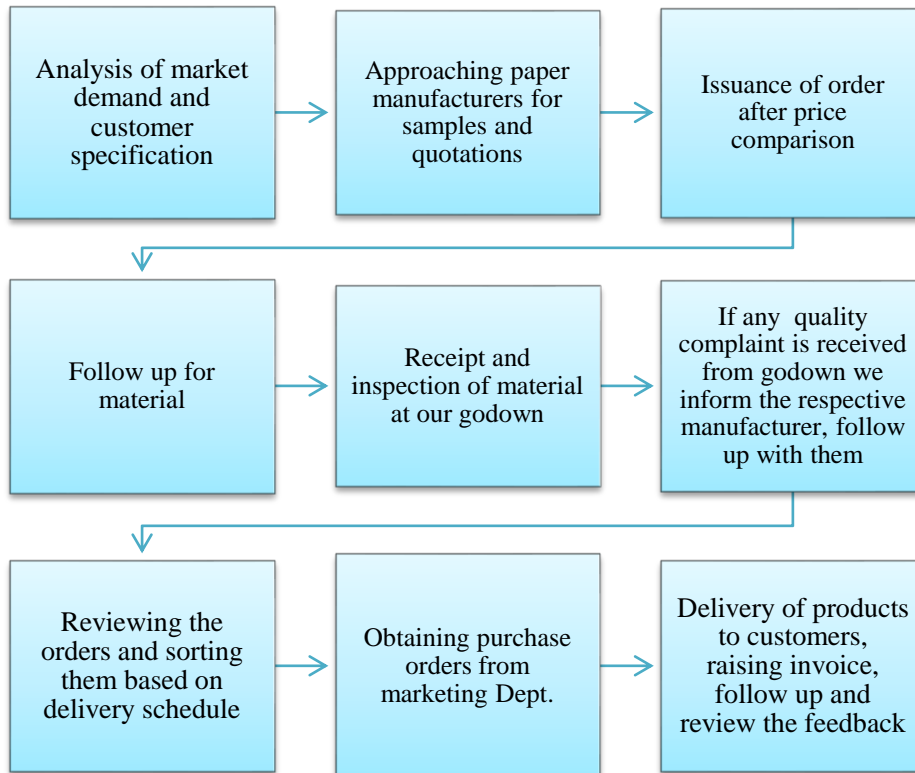 Analysis of market
demand and
customer
specification
Approaching paper
manufacturers for
samples and
quotations
Issuance of order
after price
comparison
Follow up for
material
Receipt and
inspection of material
at our godown
If any quality
complaint is received
from godown we
inform the respective
manufacturer, follow
up with them
Reviewing the
orders and sorting
them based on
delivery schedule
Obtaining purchase
orders from
marketing Dept.
Delivery of products
to customers,
raising invoice,
follow up and
review the feedback